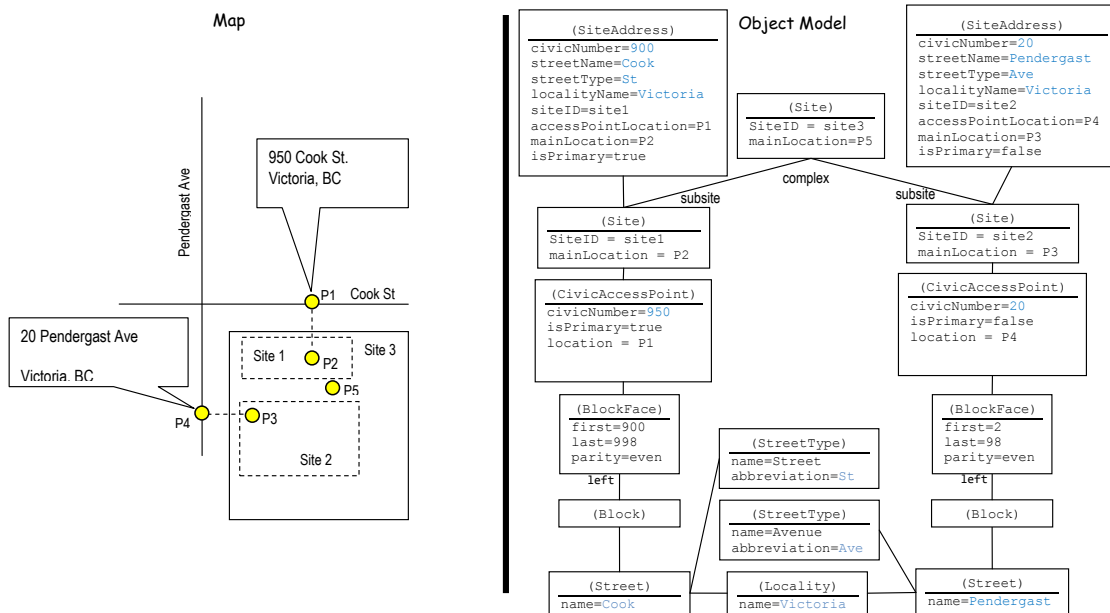 Map
Pendergast Ave
950 Cook St.
Victoria, BC
P1
Cook St
20 Pendergast Ave
Victoria, BC
Site 1
Site 3
P2
P5
P4
P3
Site 2
Object Model
(SiteAddress)
civicNumber=900
streetName=Cook
streetType=St
localityName=Victoria
siteID=site1
accessPointLocation=P1
mainLocation=P2
isPrimary=true
(Site)
SiteID = site3
mainLocation=P5
(SiteAddress)
civicNumber=20
streetName=Pendergast
streetType=Ave
localityName=Victoria
siteID=site2
accessPointLocation=P4
mainLocation=P3
isPrimary=false
complex
subsite
subsite
(Site)
SiteID = site1
mainLocation = P2
(Site)
SiteID = site2
mainLocation = P3
(CivicAccessPoint)
civicNumber=950
isPrimary=true
location = P1
(CivicAccessPoint)
civicNumber=20
isPrimary=false
location = P4
(BlockFace)
first=900
last=998
parity=even
left
(BlockFace)
first=2
last=98
parity=even
left
(StreetType)
name=Street
abbreviation=St
(StreetType)
name=Avenue
abbreviation=Ave
(Block)
(Block)
(Street)
name=Cook
(Locality)
name=Victoria
(Street)
name=Pendergast